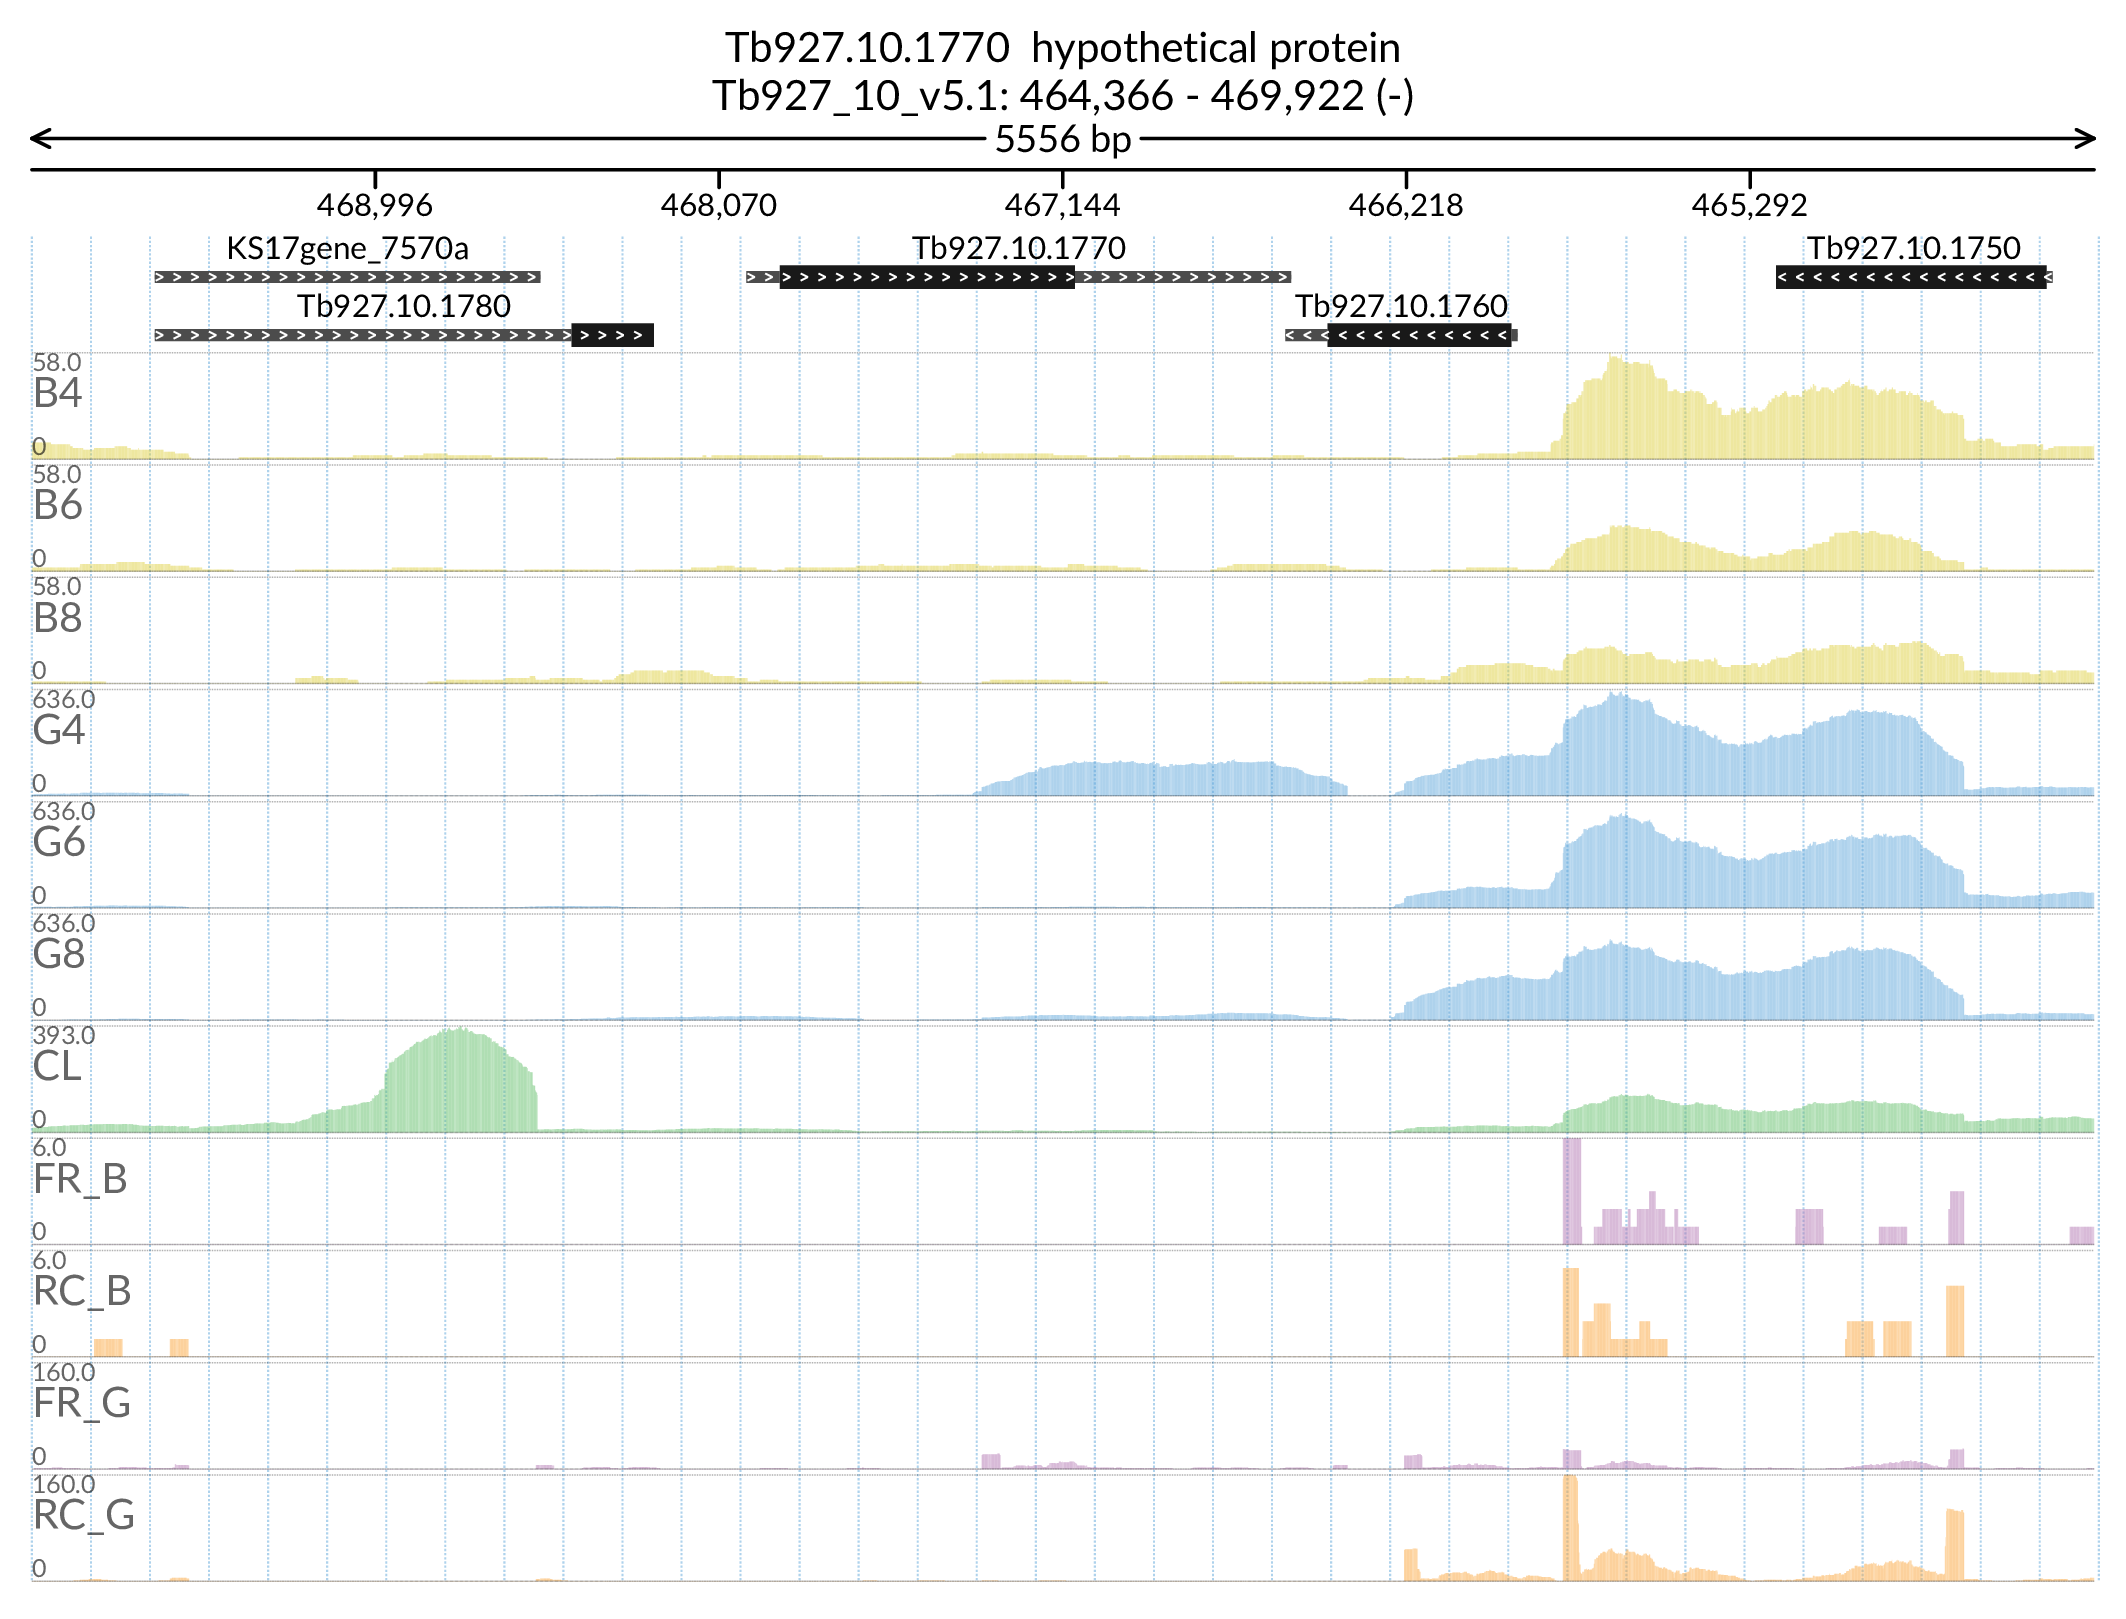 Tb927.10.1770 hypothetical protein
Tb927_10_v5.1: 464,366 - 469,922 (-)
5556 bp
468,996 468,070 467,144 466,218 465,292
KS17gene_7570a Tb927.10.1770 Tb927.10.1750
Tb927.10.1780 Tb927.10.1760
58.0
B4
0
58.0
B6
0
58.0
B8
0
636.0
G4
0
636.0
G6
0
636.0
G8
0
393.0
CL
0
6.0
FR_B
0
6.0
RC_B
0
160.0
FR_G
0
160.0
RC_G
0